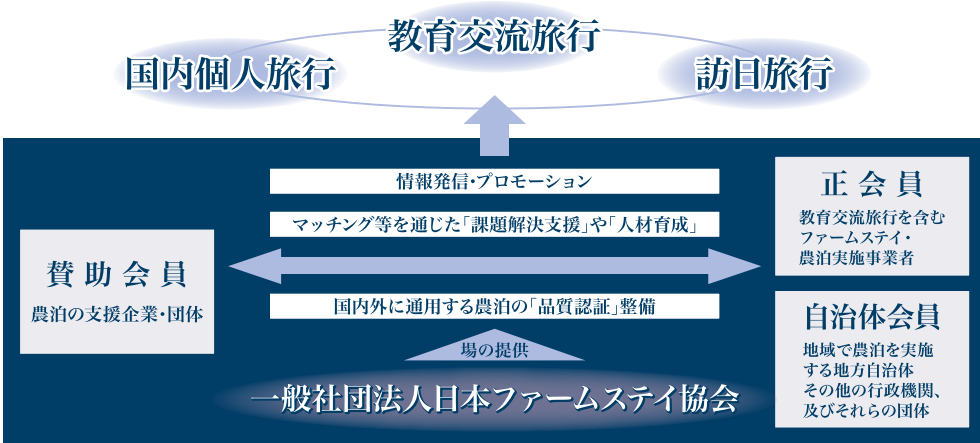 教育交流旅行
国内個人旅行
訪日旅行
情報発信・プロモーション
マッチング等を通じた「課題解決支援」や「人材育成」
国内外に通用する農泊の「品質認証」整備
賛助会員
農泊の支援企業・団体
正会員
教育交流旅行を含む
ファームステイ・
農泊実施事業者
自治体会員
地域で農泊を実施
する地方自治体
その他の行政機関、
及びそれらの団体
場の提供
一般社団法人日本ファームステイ協会